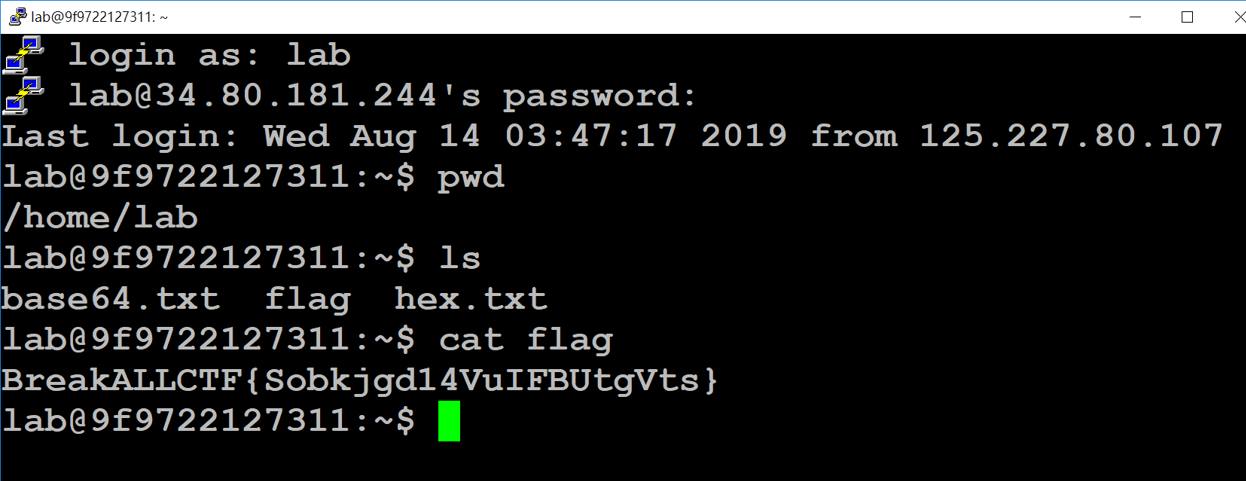 lab@9f9722127311: ~
login as: lab
lab@34.80.181.244's password:
Last login: Wed Aug 14 03:47:17 2019 from 125.227.80.107
lab@9f9722127311:~$ pwd
/home/lab
lab@9f9722127311:~$ ls
base64.txt  flag  hex.txt
lab@9f9722127311:~$ cat flag
BreakALLCTF{Sobkjgd14VuIFBUtgVts}
lab@9f9722127311:~$